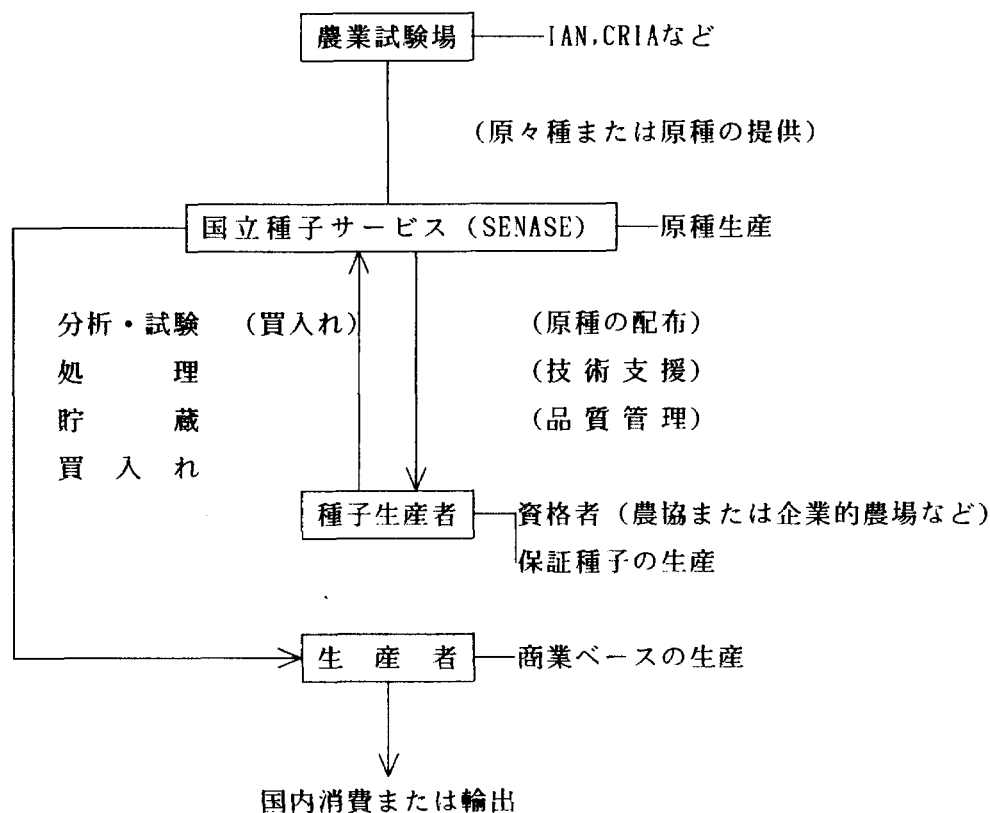 農業試験場 IAN,CRIAなど
(原々種または原種の提供)
国立種子サービス(SENASE) 原種生産
分析・試験 (買入れ) (原種の配布)
処理 (技術支援)
貯蔵 (品質管理)
買入れ
種子生産者 資格者(農協または企業的農場など)
保証種子の生産
生産者 商業ベースの生産
国内消費または輸出